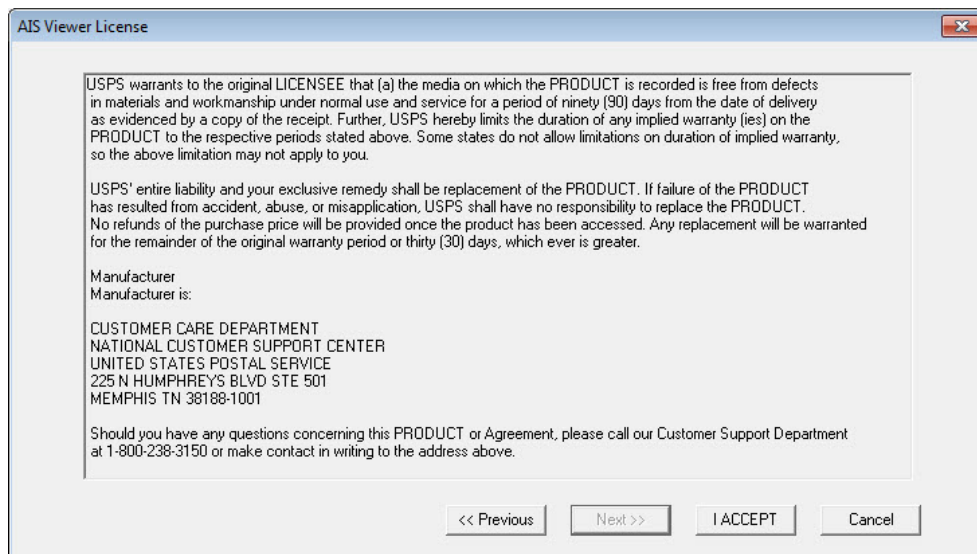 AIS Viewer License
USPS warrants to the original LICENSEE that (a) the media on which the PRODUCT is recorded is free from defects
in materials and workmanship under normal use and service for a period of ninety (90) days from the date of delivery
as evidenced by a copy of the receipt. Further, USPS hereby limits the duration of any implied warranty (ies) on the
PRODUCT to the respective periods stated above. Some states do not allow limitations on duration of implied warranty,
so the above limitation may not apply to you.
USPS' entire liability and your exclusive remedy shall be replacement of the PRODUCT. If failure of the PRODUCT
has resulted from accident, abuse, or misapplication, USPS shall have no responsibility to replace the PRODUCT.
No refunds of the purchase price will be provided once the product has been accessed. Any replacement will be warranted
for the remainder of the original warranty period or thirty (30) days, which ever is greater.
Manufacturer
Manufacturer is:
CUSTOMER CARE DEPARTMENT
NATIONAL CUSTOMER SUPPORT CENTER
UNITED STATES POSTAL SERVICE
225 N HUMPHREYS BLVD STE 501
MEMPHIS TN 38188-1001
Should you have any questions concerning this PRODUCT or Agreement, please call our Customer Support Department
at 1-800-238-3150 or make contact in writing to the address above.
<< Previous
Next >>
I ACCEPT
Cancel